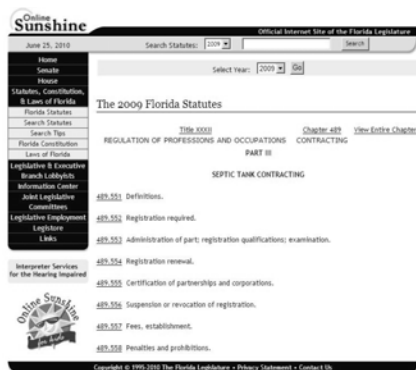 Online
Sunshine
Official Internet Site of the Florida Legislature
June 25, 2010
Search Statutes: 2009 Search
Home
Senate
House
Statutes, Constitution,
& Laws of Florida
Florida Statutes
Search Statutes
Search Tips
Florida Constitution
Laws of Florida
Legislative & Executive
Branch Lobbyists
Information Center
Joint Legislative
Committees
Legislative Employment
Legistore
Links
Interpreter Services
for the Hearing Impaired
Online Sunshine
for kids
Select Year: 2009 Go
The 2009 Florida Statutes
Title XXXII Chapter 489 View Entire Chapter
REGULATION OF PROFESSIONS AND OCCUPATIONS CONTRACTING
PART III
SEPTIC TANK CONTRACTING
489.551 Definitions.
489.552 Registration required.
489.553 Administration of part; registration qualifications; examination.
489.554 Registration renewal.
489.555 Certification of partnerships and corporations.
489.556 Suspension or revocation of registration.
489.557 Fees, establishment.
489.558 Penalties and prohibitions.
Copyright © 1995-2010 The Florida Legislature • Privacy Statement • Contact Us